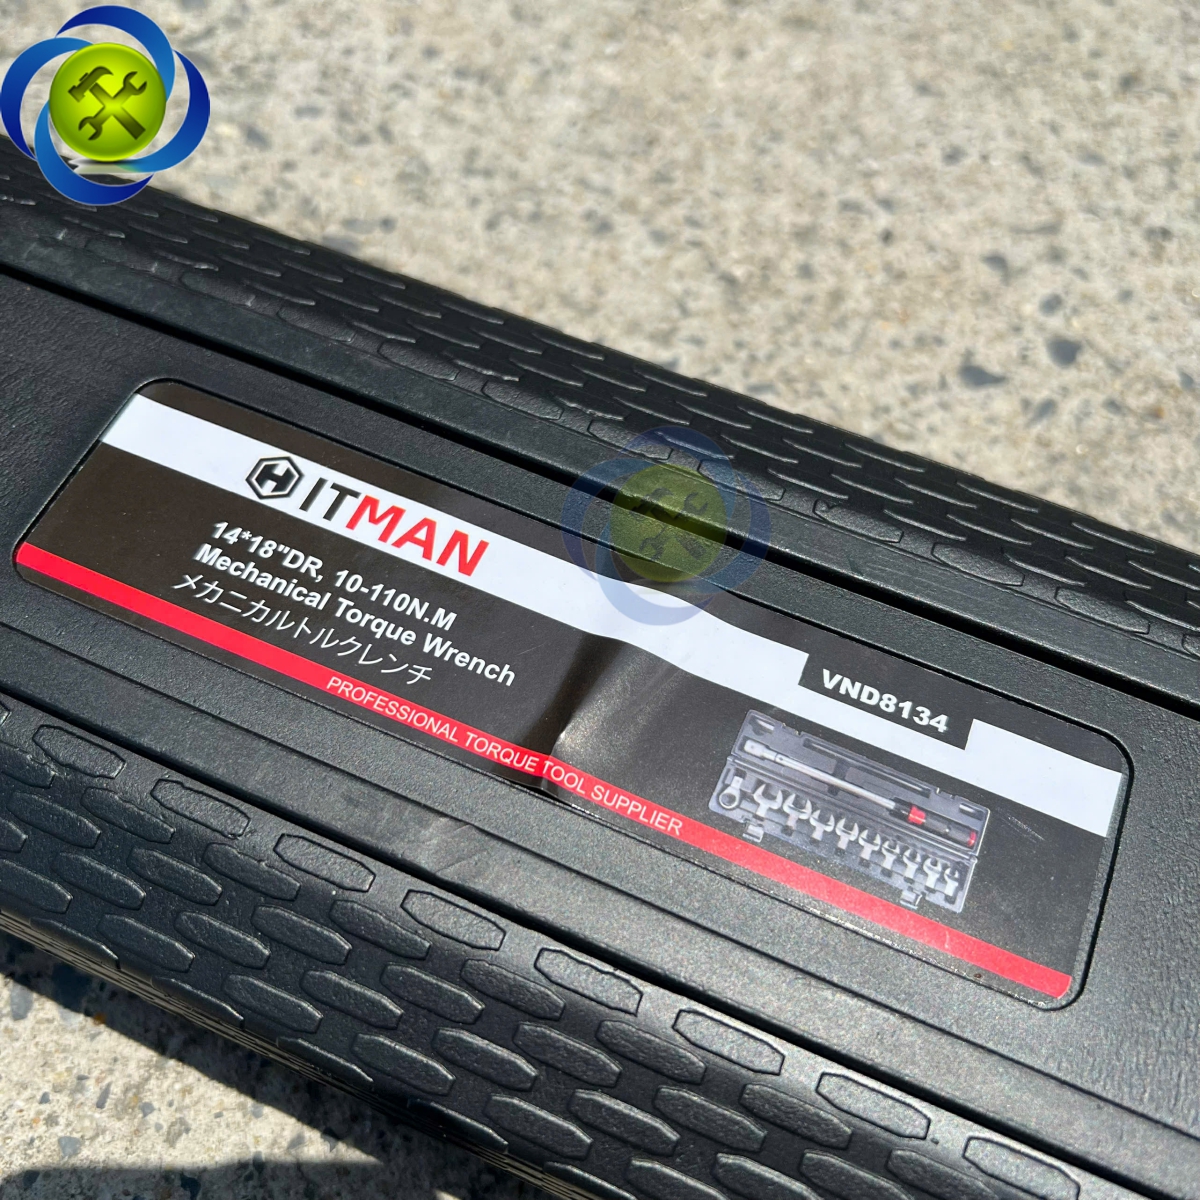 HITMAN
14*18"DR, 10-110N.M
Mechanical Torque Wrench
メカニカルトルクレンチ
PROFESSIONAL TORQUE TOOL SUPPLIER
VND8134